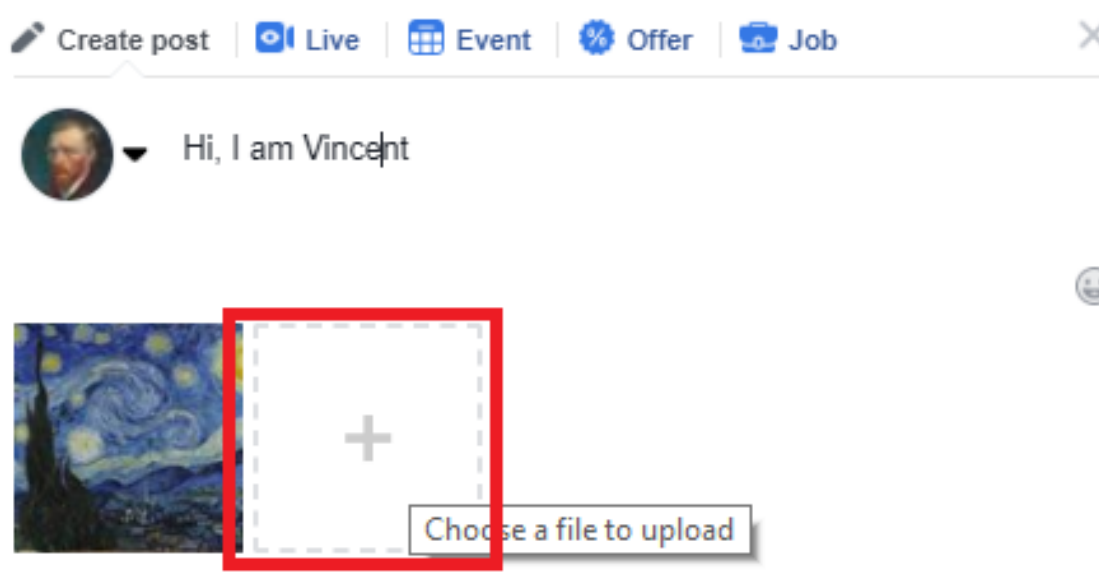 Create post Live Event Offer Job
Hi, I am Vincent
Choose a file to upload